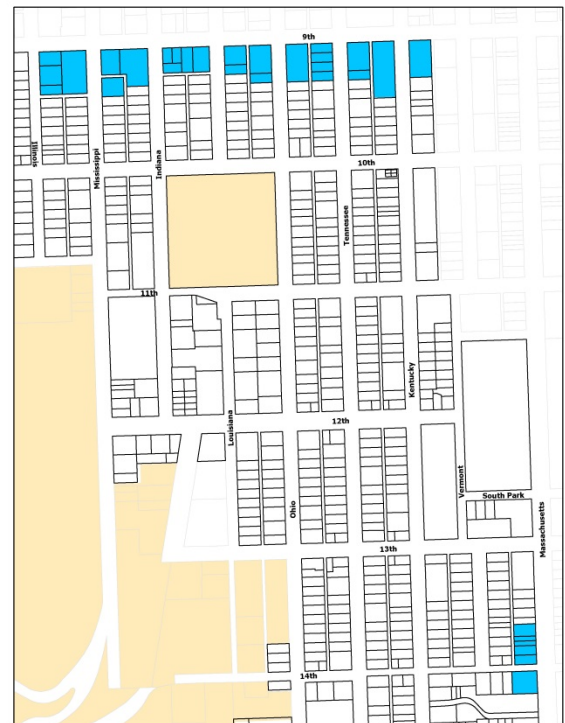 9th
Illinois
Mississippi
Indiana
10th
Tennessee
11th
Kentucky
Louisiana
12th
Ohio
Vermont
South Park
Massachusetts
13th
14th